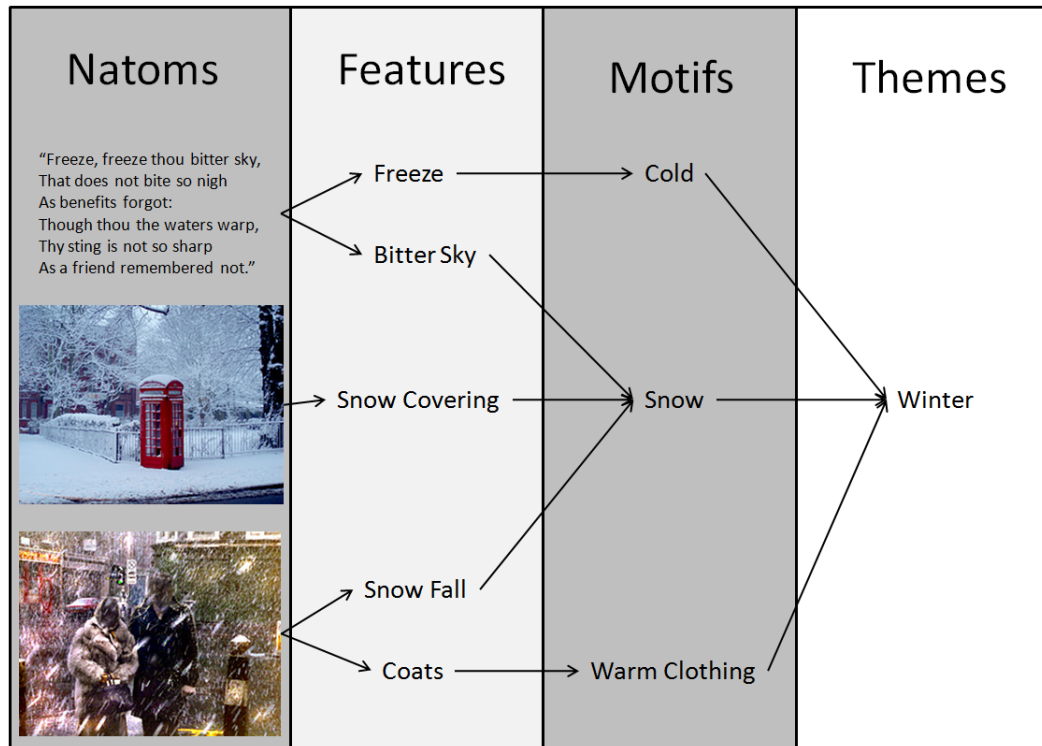 Natoms
Features
Motifs
Themes
“Freeze, freeze thou bitter sky,
That does not bite so nigh
As benefits forgot:
Though thou the waters warp,
Thy sting is not so sharp
As a friend remembered not.”
Freeze
Cold
Bitter Sky
Snow Covering
Snow
Winter
Snow Fall
Coats
Warm Clothing